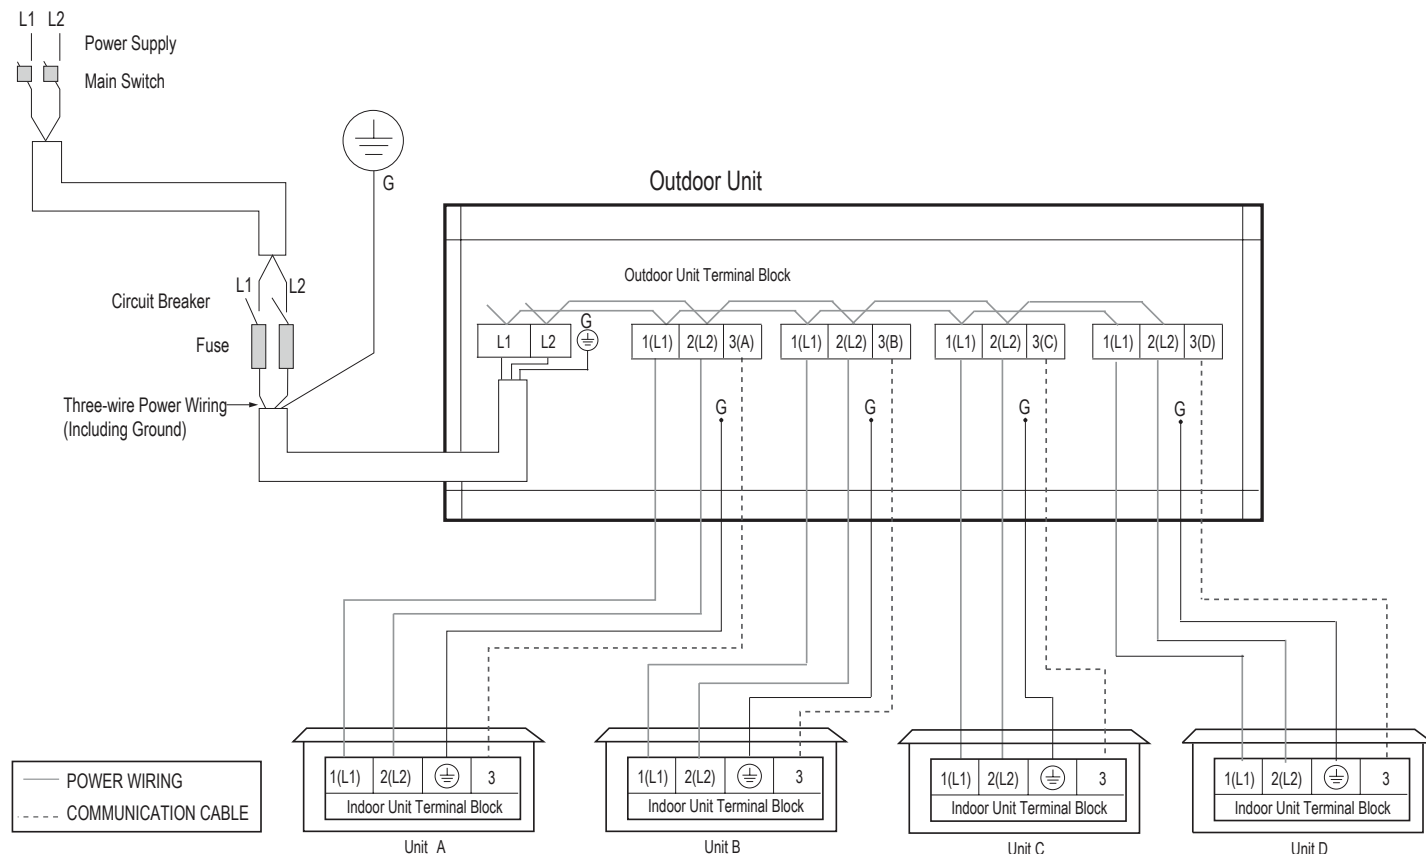 L1 L2
Power Supply
Main Switch
G
Outdoor Unit
Outdoor Unit Terminal Block
L1 L2
Circuit Breaker
Fuse
G
L1 L2
1(L1) 2(L2) 3(A)
1(L1) 2(L2) 3(B)
1(L1) 2(L2) 3(C)
1(L1) 2(L2) 3(D)
Three-wire Power Wiring
(Including Ground)
G
G
G
G
1(L1) 2(L2) 3
Indoor Unit Terminal Block
Unit A
1(L1) 2(L2) 3
Indoor Unit Terminal Block
Unit B
1(L1) 2(L2) 3
Indoor Unit Terminal Block
Unit C
1(L1) 2(L2) 3
Indoor Unit Terminal Block
Unit D
POWER WIRING
COMMUNICATION CABLE